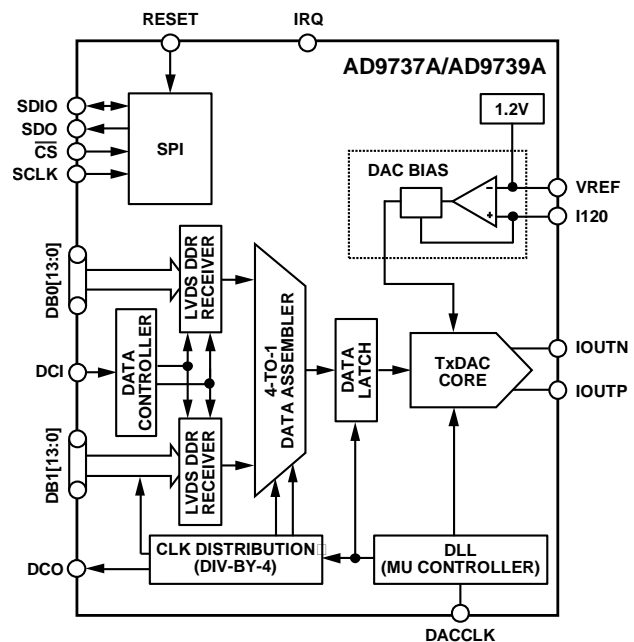 RESET
IRQ
AD9737A/AD9739A
SDIO
SDO
CS
SCLK
SPI
1.2V
DAC BIAS
–
+
VREF
I120
DB0[13:0]
LVDS DDR
RECEIVER
DCI
DATA
CONTROLLER
4-TO-1
DATA ASSEMBLER
DATA
LATCH
TxDAC
CORE
IOUTN
IOUTP
DB1[13:0]
LVDS DDR
RECEIVER
DCO
CLK DISTRIBUTION
(DIV-BY-4)
DLL
(MU CONTROLLER)
DACCLK